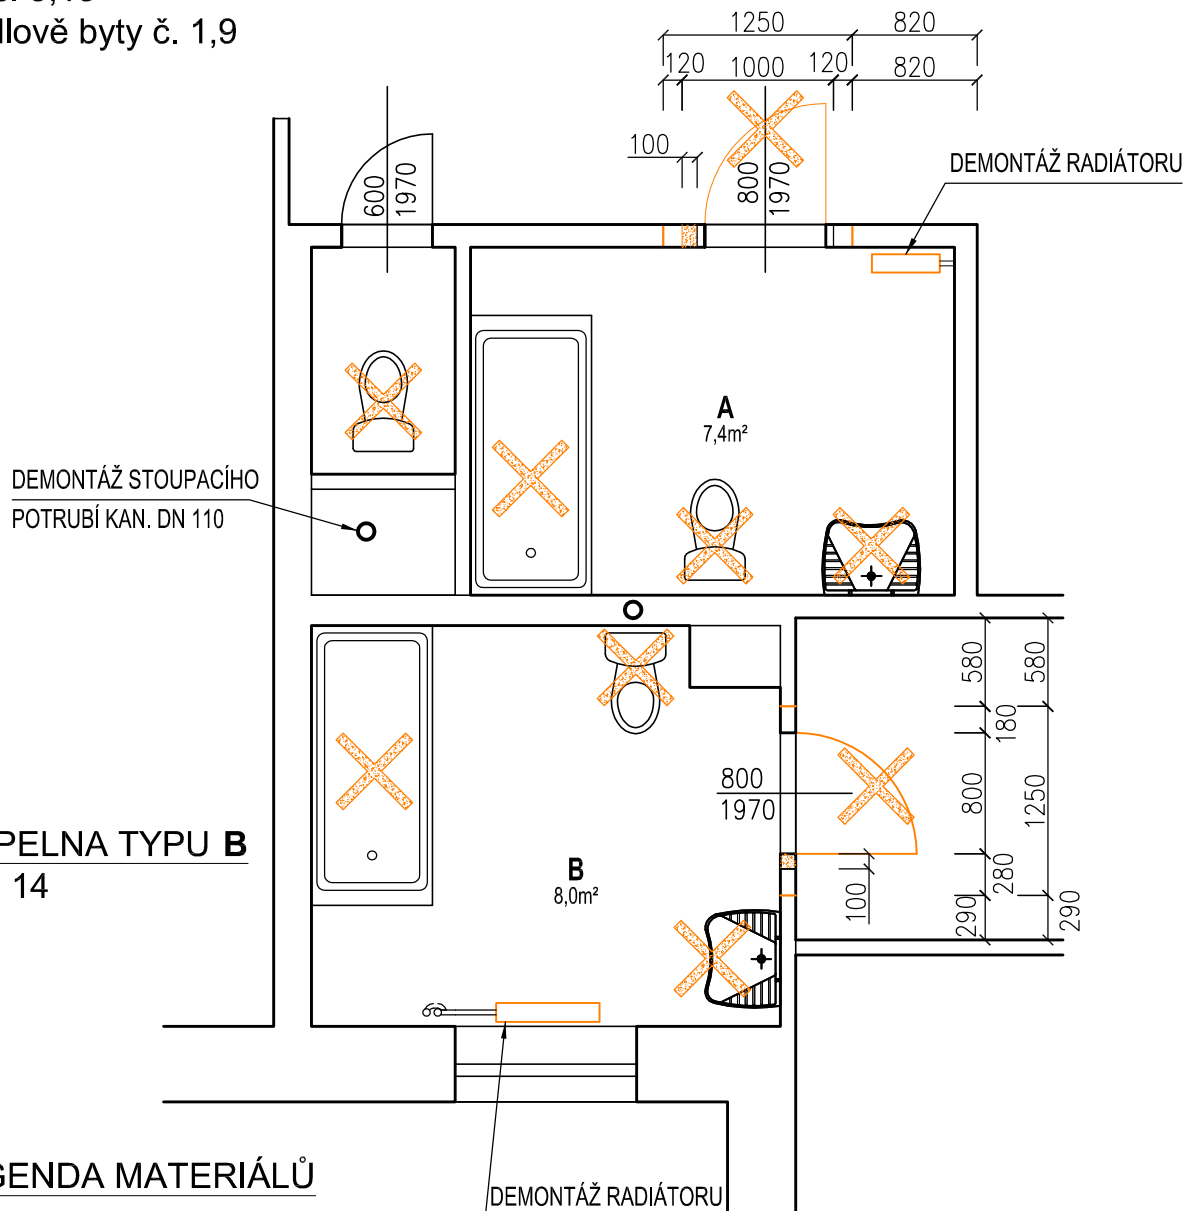 dlově byty č. 1,9
1250 820
120 1000 120 820
100
800
1970
600
1970
DEMONTÁŽ RADIÁTORU
A
7,4m²
DEMONTÁŽ STOUPACÍHO
POTRUBÍ KAN. DN 110
580 580
180
800
1970
800 1250
PELNA TYPU B
14
B
8,0m²
280
100
290 290
GENDA MATERIÁLŮ
DEMONTÁŽ RADIÁTORU